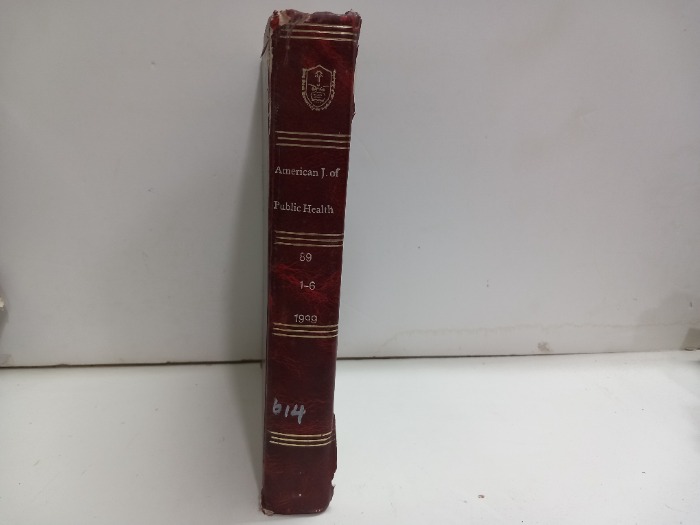 American J. of
Public Health
89
1-6
1999
614